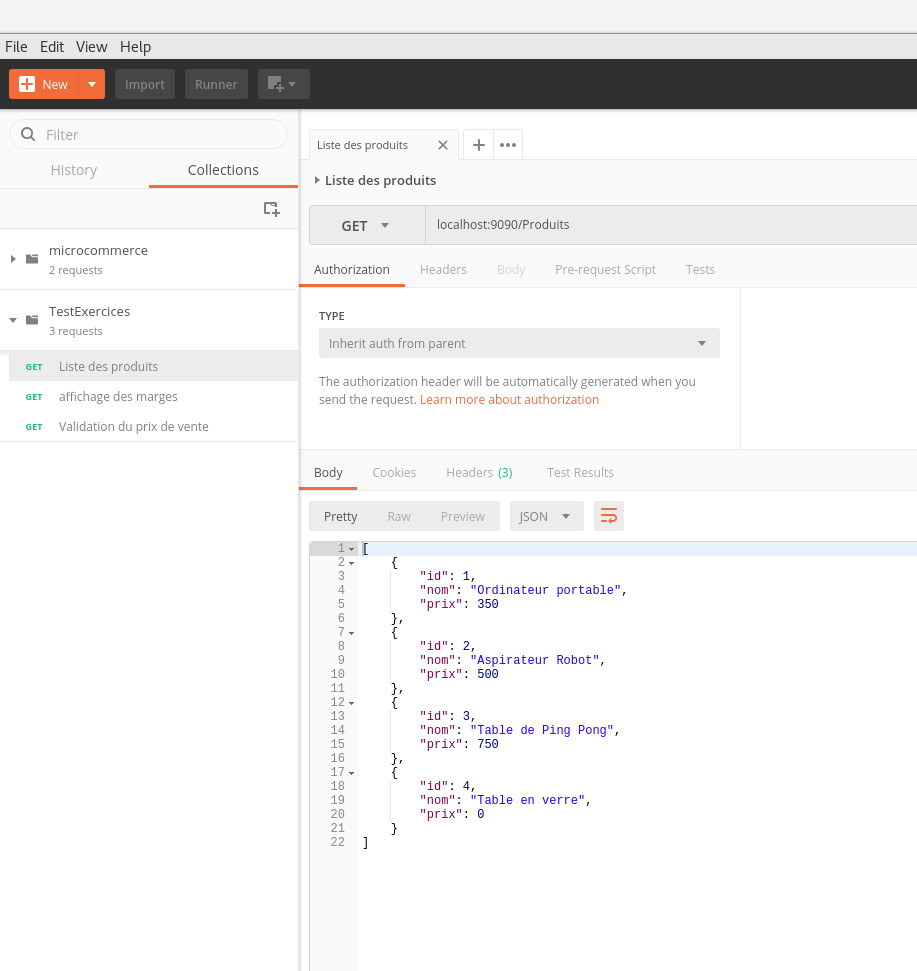 File Edit View Help
New Import Runner
Filter
History Collections
microcommerce
2 requests
TestExercices
3 requests
GET Liste des produits
GET affichage des marges
GET Validation du prix de vente
Liste des produits
Liste des produits
GET localhost:9090/Produits
Authorization Headers Body Pre-request Script Tests
TYPE
Inherit auth from parent
The authorization header will be automatically generated when you
send the request. Learn more about authorization
Body Cookies Headers (3) Test Results
Pretty Raw Preview JSON
1 [
2 {
3 "id": 1,
4 "nom": "Ordinateur portable",
5 "prix": 350
6 },
7 {
8 "id": 2,
9 "nom": "Aspirateur Robot",
10 "prix": 500
11 },
12 {
13 "id": 3,
14 "nom": "Table de Ping Pong",
15 "prix": 750
16 },
17 {
18 "id": 4,
19 "nom": "Table en verre",
20 "prix": 0
21 }
22 ]